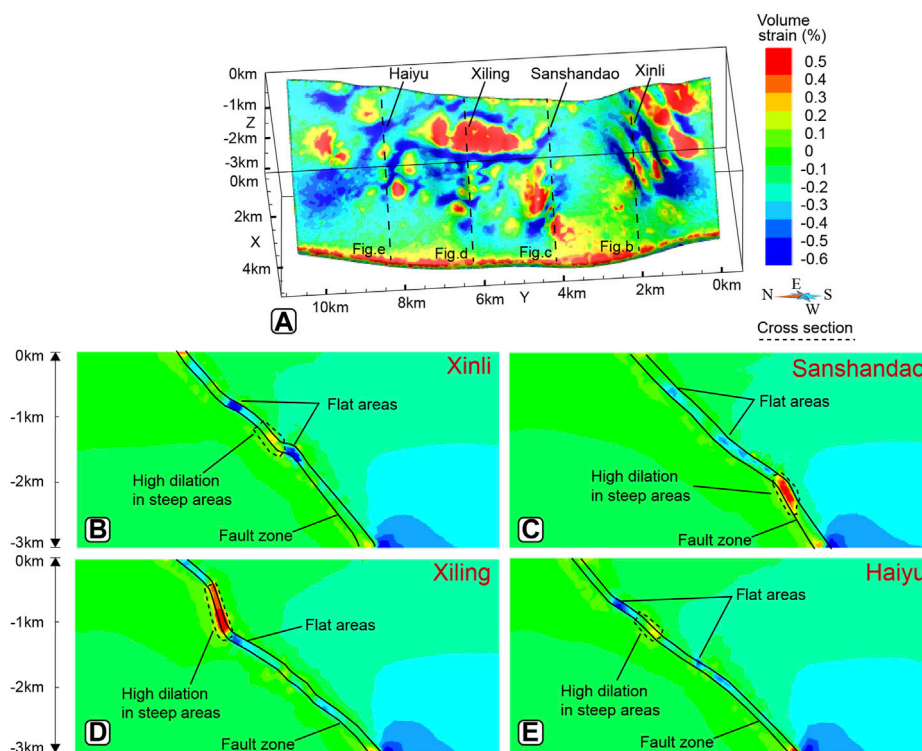 Volume
strain (%)
0.5
0.4
0.3
0.2
0.1
0
-0.1
-0.2
-0.3
-0.4
-0.5
-0.6
Haiyu
Xiling
Sanshandao
Xinli
0km
-1km
Z
-2km
-3km
0km
2km
X
4km
Fig.e
Fig.d
Fig.c
Fig.b
10km
8km
6km
Y
4km
2km
0km
A
N
E
S
W
Cross section
0km
-1km
-2km
-3km
Xinli
Flat areas
High dilation
in steep areas
Fault zone
B
Sanshandao
Flat areas
High dilation
in steep areas
Fault zone
C
0km
-1km
-2km
-3km
Xiling
Flat areas
High dilation
in steep areas
Fault zone
D
Haiyu
Flat areas
High dilation
in steep areas
Fault zone
E